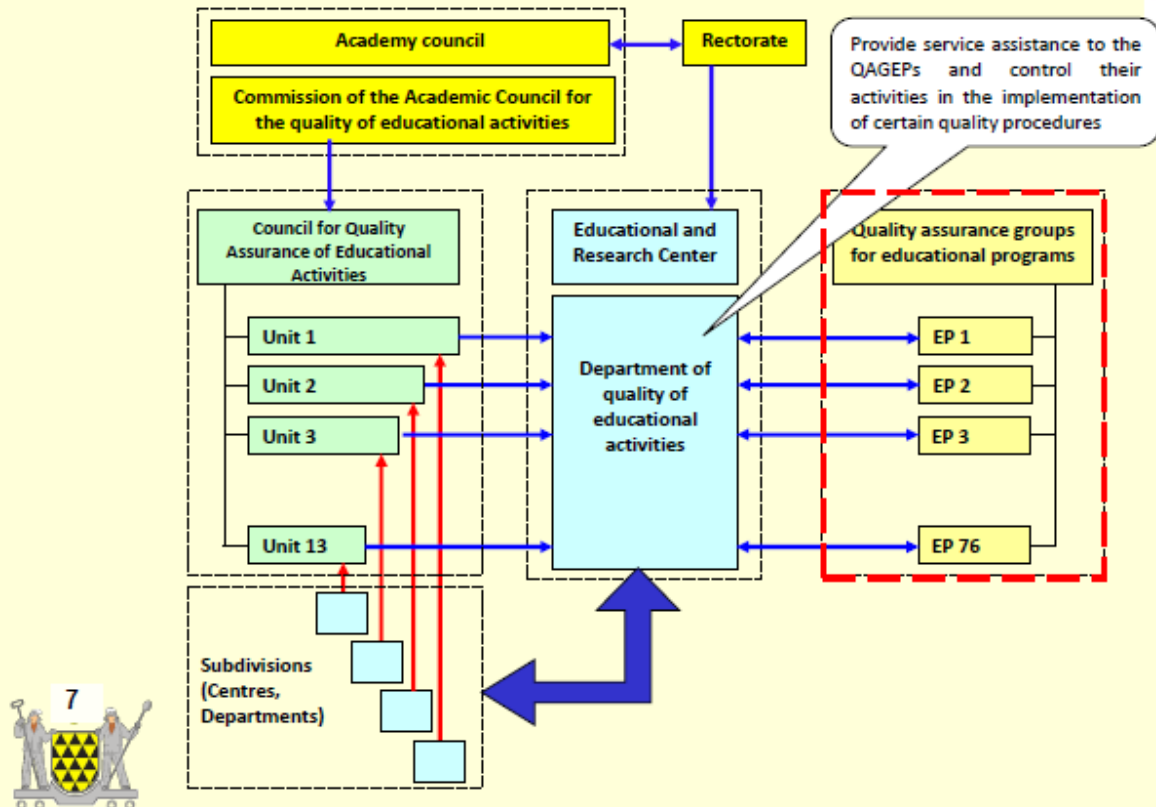 Academy council
Rectorate
Commission of the Academic Council for
the quality of educational activities
Provide service assistance to the
QAGEPs and control their
activities in the implementation
of certain quality procedures
Council for Quality
Assurance of Educational
Activities
Unit 1
Unit 2
Unit 3
Unit 13
Educational and
Research Center
Department of
quality of
educational
activities
Quality assurance groups
for educational programs
EP 1
EP 2
EP 3
EP 76
Subdivisions
(Centres,
Departments)
7